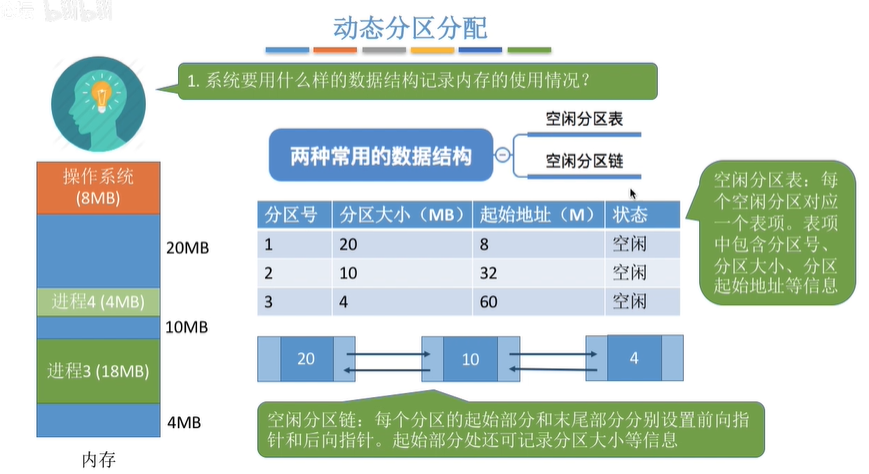 bilibili
动态分区分配
1. 系统要用什么样的数据结构记录内存的使用情况？
两种常用的数据结构
空闲分区表
空闲分区链
操作系统
(8MB)
20MB
进程4 (4MB)
10MB
进程3 (18MB)
4MB
内存
分区号 分区大小（MB） 起始地址（M） 状态
1 20 8 空闲
2 10 32 空闲
3 4 60 空闲
空闲分区表：每
个空闲分区对应
一个表项。表项
中包含分区号、
分区大小、分区
起始地址等信息
20 10 4
空闲分区链：每个分区的起始部分和末尾部分分别设置前向指
针和后向指针。起始部分处还可记录分区大小等信息